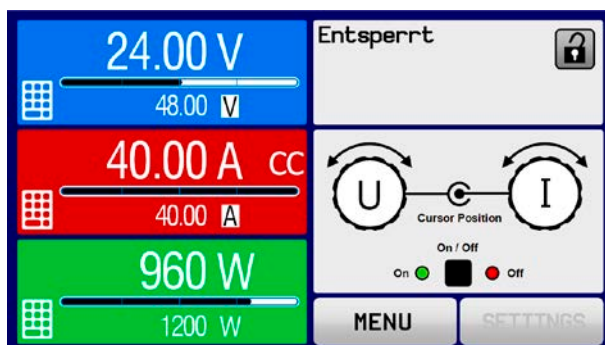 24.00 V
48.00 V
40.00 A CC
40.00 A
960 W
1200 W
Entsperrt
U
I
Cursor Position
On / Off
On
Off
MENU
SETTINGS